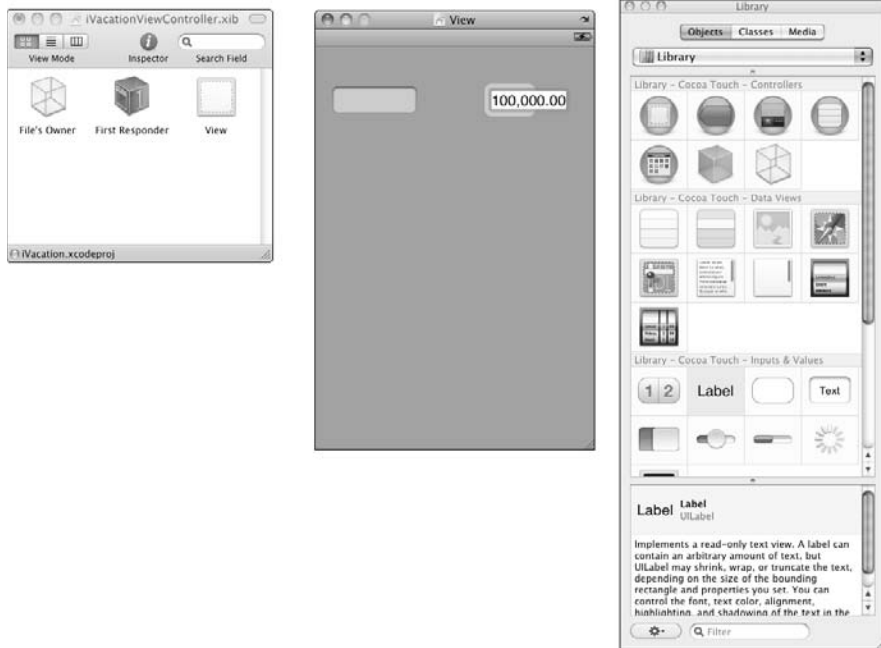 iVacationViewController.xib
View Mode
Inspector
Search Field
File's Owner
First Responder
View
iVacation.xcodeproj
View
100,000.00
Library
Objects
Classes
Media
Library
Library – Cocoa Touch – Controllers
Library – Cocoa Touch – Data Views
Library – Cocoa Touch – Inputs & Values
1 2
Label
Text
Label
Label
UILabel
Implements a read-only text view. A label can
contain an arbitrary amount of text, but
UILabel may shrink, wrap, or truncate the text,
depending on the size of the bounding
rectangle and properties you set. You can
control the font, text color, alignment,
highlighting, and shadowing of the text in the
Filter